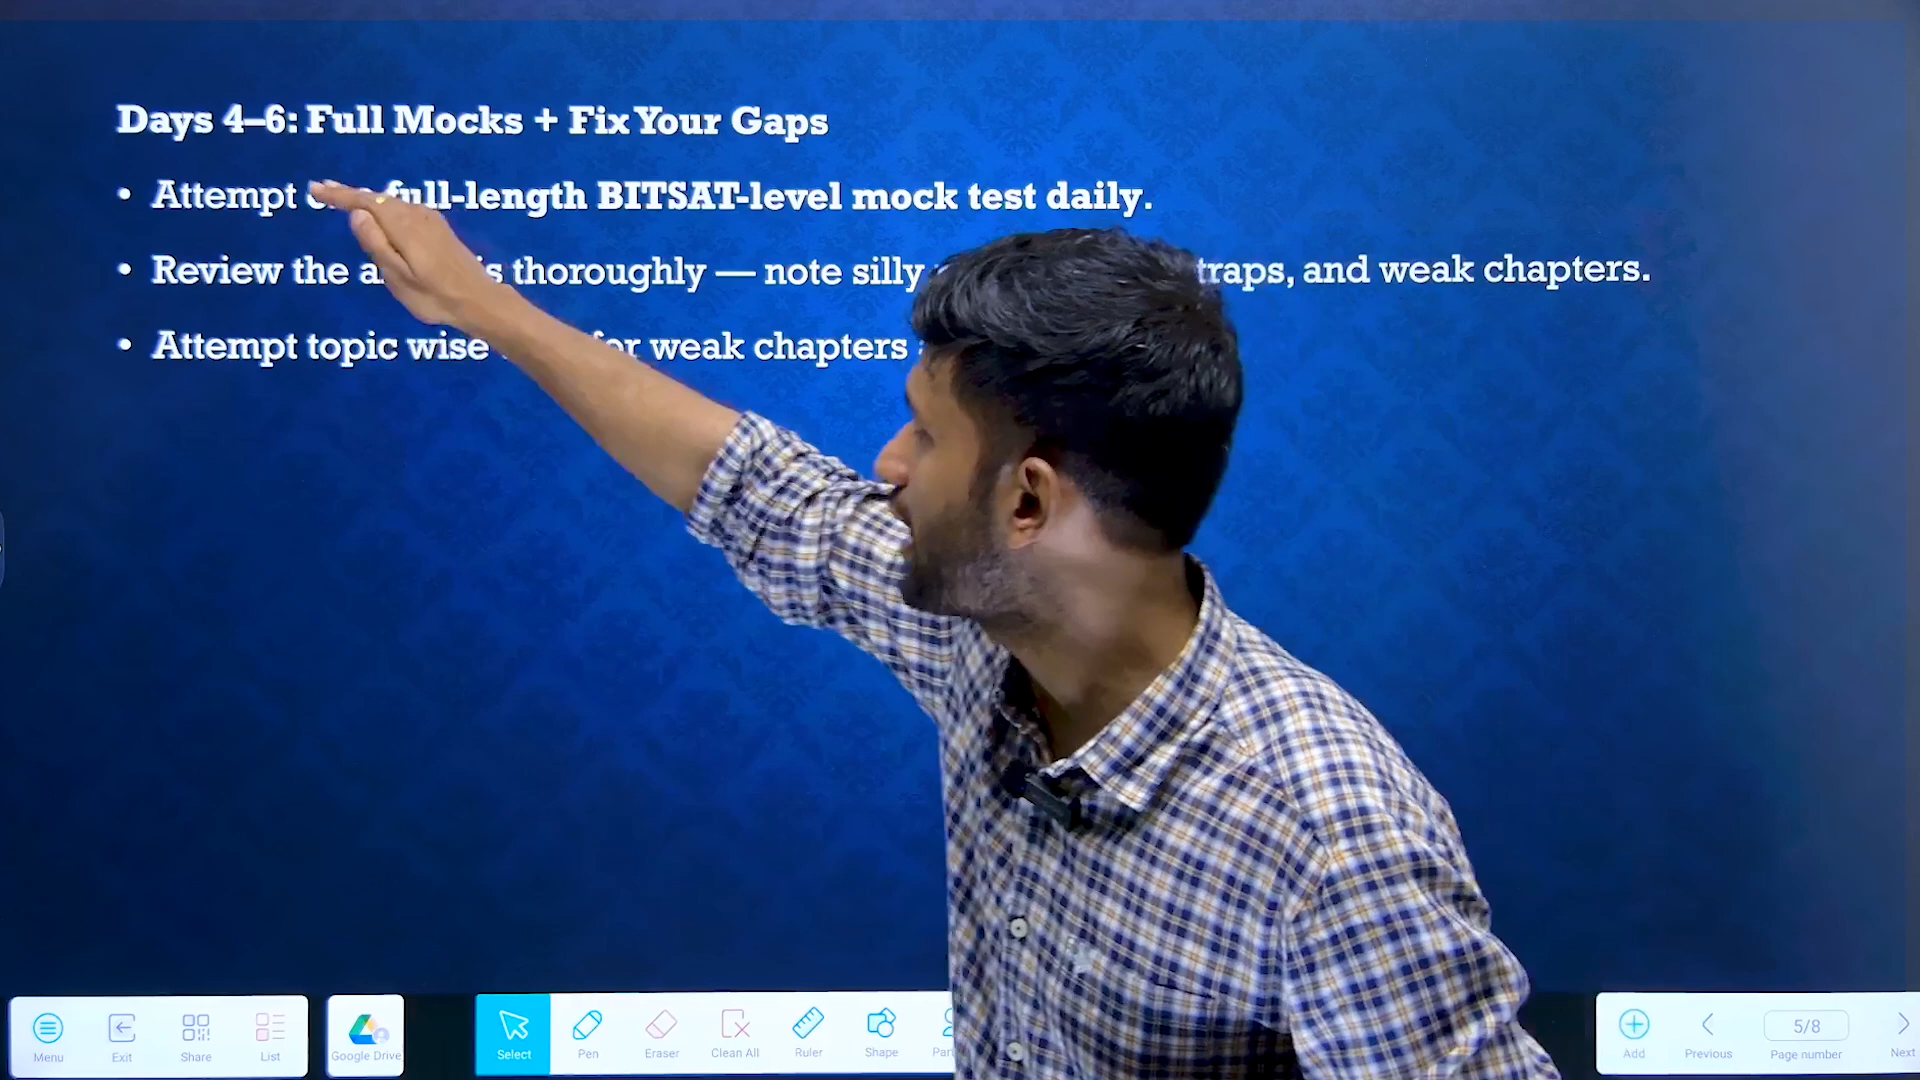 Days 4–6: Full Mocks + Fix Your Gaps
• Attempt full-length BITSAT-level mock test daily.
• Review the thoroughly — note silly traps, and weak chapters.
• Attempt topic wise for weak chapters
Menu Exit Share List Google Drive Select Pen Eraser Clean All Ruler Shape Add Previous 5/8 Page number Next